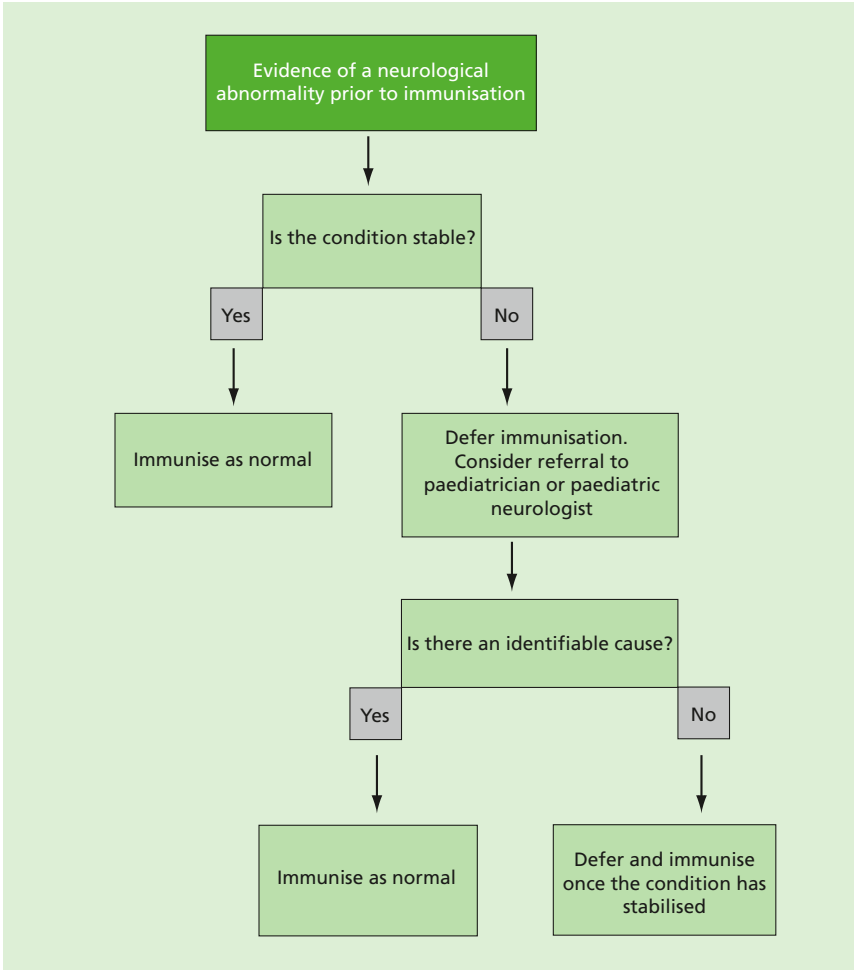 Evidence of a neurological
abnormality prior to immunisation
Is the condition stable?
Yes
No
Immunise as normal
Defer immunisation.
Consider referral to
paediatrician or paediatric
neurologist
Is there an identifiable cause?
Yes
No
Immunise as normal
Defer and immunise
once the condition has
stabilised